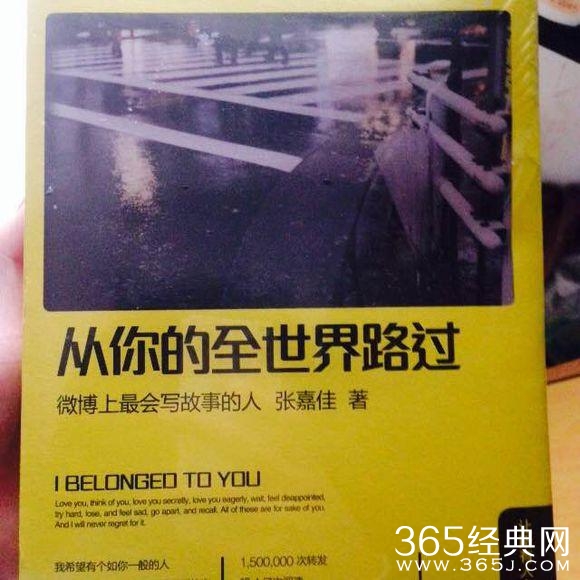 从你的全世界路过
微博上最会写故事的人 张嘉佳 著
I BELONGED TO YOU
Love you, think of you, love you secretly, love you eagerly, wait, feel disappointed,
try hard, lose, and feel sad, go apart, and recall. All of these are for sake of you.
And I will never regret for it.
我希望有个如你一般的人
1,500,000 次转发
365经典网
www.365J.com